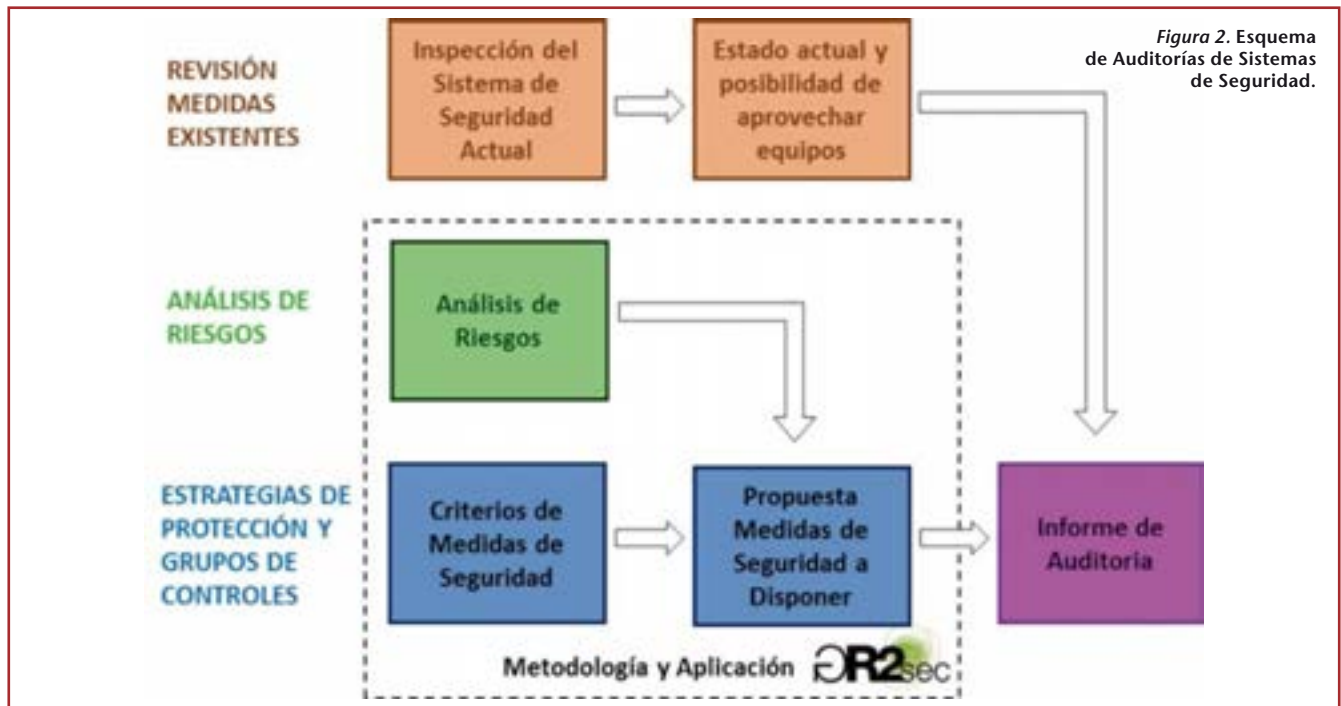 Figura 2. Esquema
de Auditorías de Sistemas
de Seguridad.
REVISIÓN
MEDIDAS
EXISTENTES
Inspección del
Sistema de
Seguridad
Actual
Estado actual y
posibilidad de
aprovechar
equipos
ANÁLISIS DE
RIESGOS
Análisis de
Riesgos
ESTRATEGIAS DE
PROTECCIÓN Y
GRUPOS DE
CONTROLES
Criterios de
Medidas de
Seguridad
Propuesta
Medidas de
Seguridad a
Disponer
Informe de
Auditoria
Metodología y Aplicación GR2sec